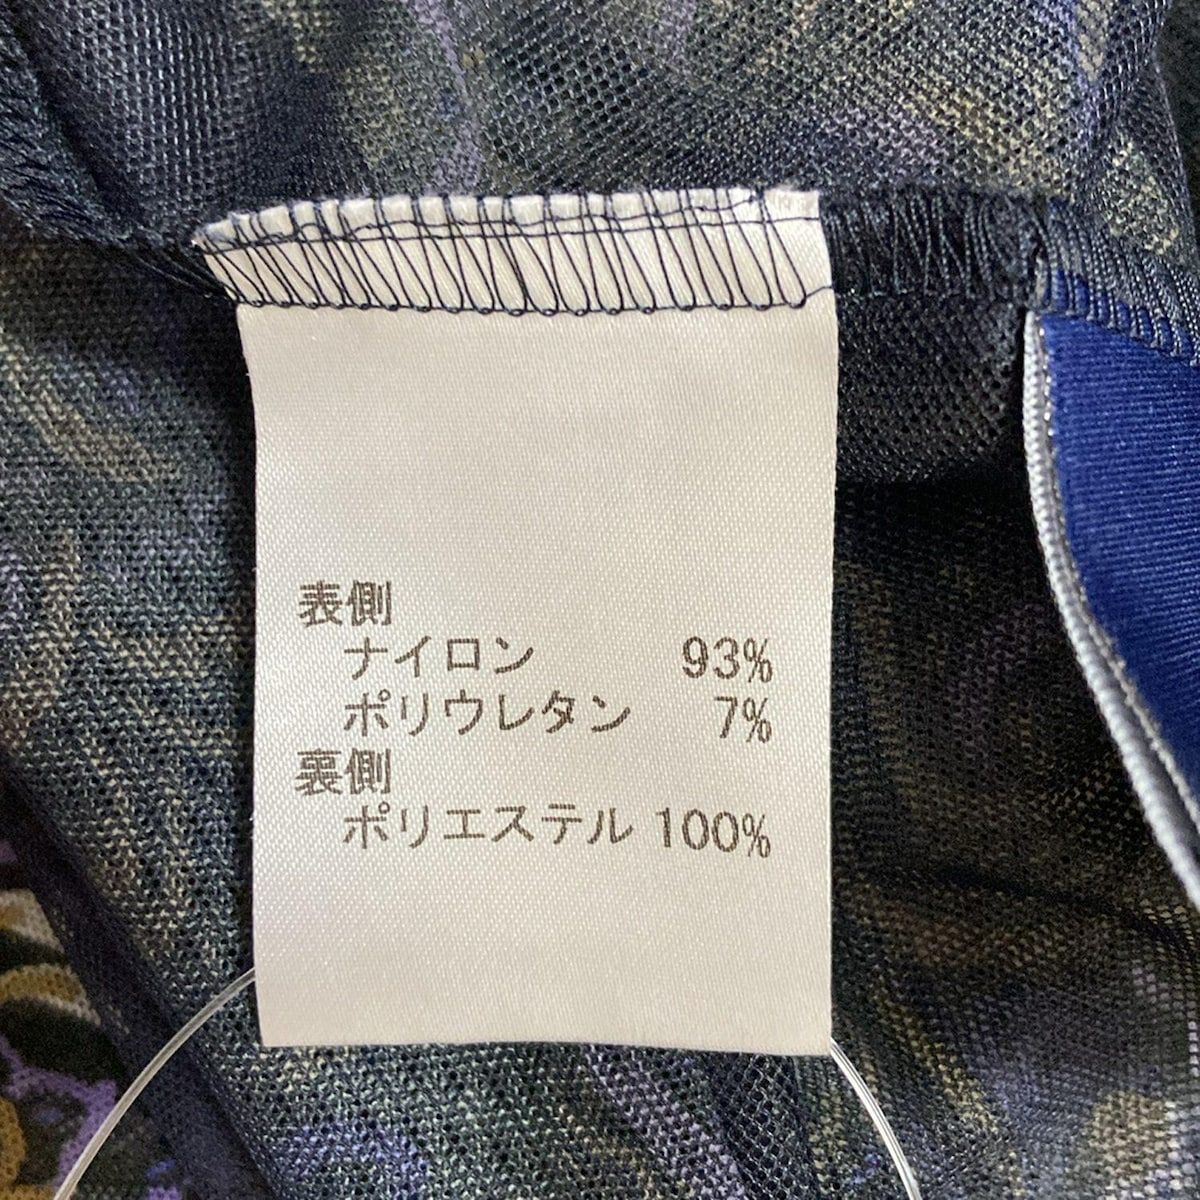 表側
ナイロン 93%
ポリウレタン 7%
裏側
ポリエステル 100%